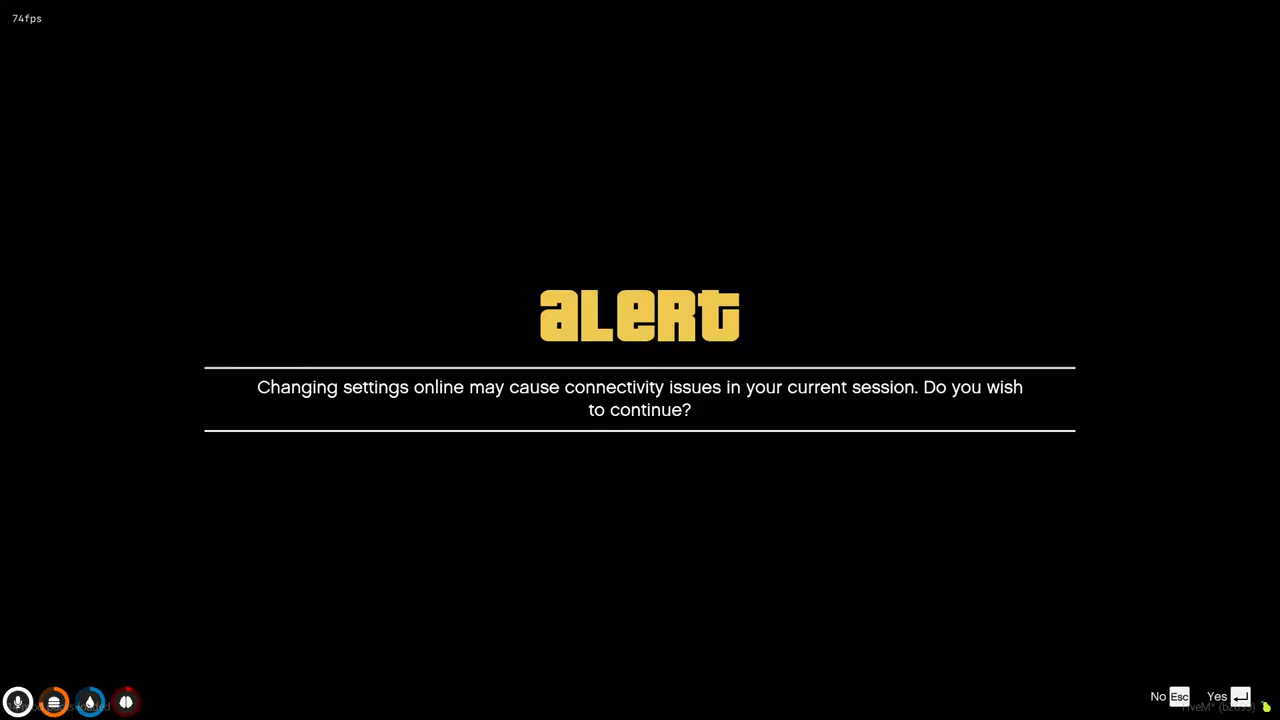 74fps
aLeRt
Changing settings online may cause connectivity issues in your current session. Do you wish
to continue?
No Esc Yes